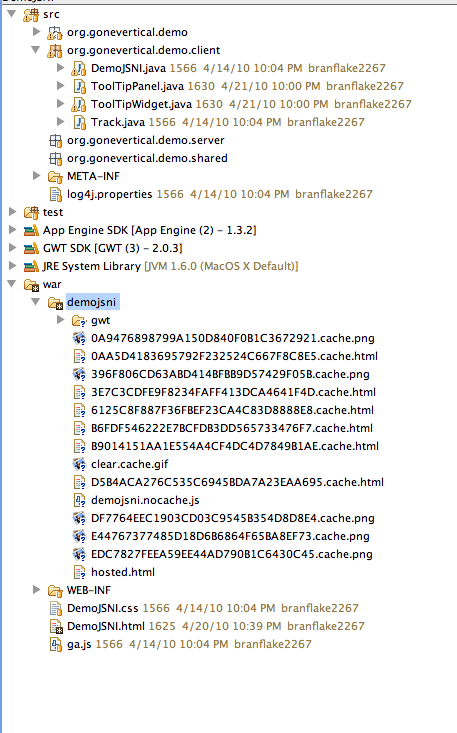 src
org.gonevertical.demo
org.gonevertical.demo.client
DemoJSNI.java 1566 4/14/10 10:04 PM branflake2267
ToolTipPanel.java 1630 4/21/10 10:00 PM branflake2267
ToolTipWidget.java 1630 4/21/10 10:00 PM branflake2267
Track.java 1566 4/14/10 10:04 PM branflake2267
org.gonevertical.demo.server
org.gonevertical.demo.shared
META-INF
log4j.properties 1566 4/14/10 10:04 PM branflake2267
test
App Engine SDK [App Engine (2) - 1.3.2]
GWT SDK [GWT (3) - 2.0.3]
JRE System Library [JVM 1.6.0 (MacOS X Default)]
war
demojsni
gwt
0A9476898799A150D840F0B1C3672921.cache.png
0AA5D4183695792F232524C667F8C8E5.cache.html
396F806CD63ABD414BFBB9D57429F05B.cache.png
3E7C3CDFE9F8234FAFF413DCA4641F4D.cache.html
6125C8F887F36FBEF23CA4C83D8888E8.cache.html
B6FDF546222E7BCFDB3DD565733476F7.cache.html
B9014151AA1E554A4CF4DC4D7849B1AE.cache.html
clear.cache.gif
D5B4ACA276C535C6945BDA7A23EAA695.cache.html
demojsni.nocache.js
DF7764EEC1903CD03C9545B354D8D8E4.cache.png
E44767377485D18D6B6864F65BA8EF73.cache.png
EDC7827FEEA59EE44AD790B1C6430C45.cache.png
hosted.html
WEB-INF
DemoJSNI.css 1566 4/14/10 10:04 PM branflake2267
DemoJSNI.html 1625 4/20/10 10:39 PM branflake2267
ga.js 1566 4/14/10 10:04 PM branflake2267